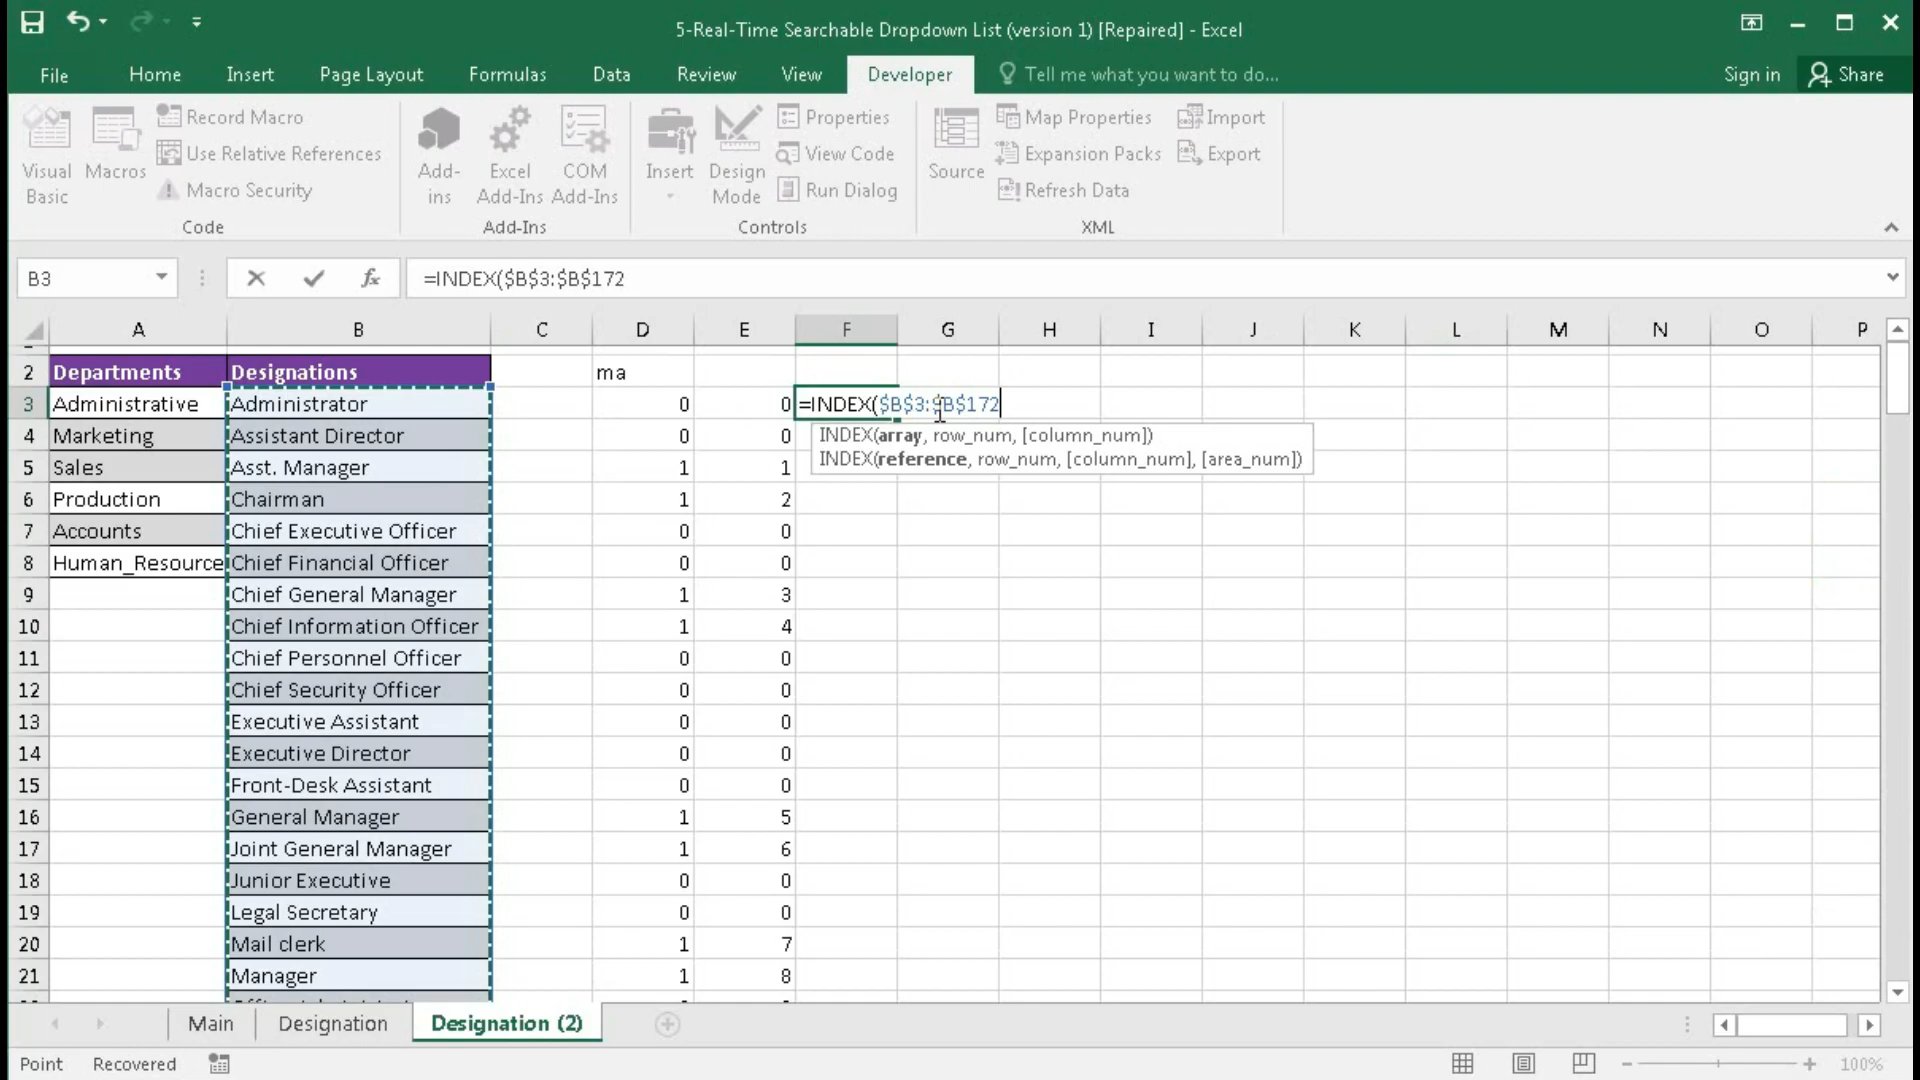 5-Real-Time Searchable Dropdown List (version 1) [Repaired] - Excel
File Home Insert Page Layout Formulas Data Review View Developer Tell me what you want to do... Sign in Share
Visual Basic
Macros
Record Macro
Use Relative References
Macro Security
Code
Add-ins
Excel Add-Ins
COM Add-Ins
Add-Ins
Insert
Design Mode
Properties
View Code
Run Dialog
Controls
Source
Map Properties
Expansion Packs
Refresh Data
Import
Export
XML
B3 fx =INDEX($B$3:$B$172
A B C D E F G H I J K L M N O P
2 Departments Designations ma
3 Administrative Administrator 0 0 =INDEX($B$3:$B$172
INDEX(array, row_num, [column_num])
INDEX(reference, row_num, [column_num], [area_num])
4 Marketing Assistant Director 0 0
5 Sales Asst. Manager 1 1
6 Production Chairman 1 2
7 Accounts Chief Executive Officer 0 0
8 Human_Resource Chief Financial Officer 0 0
9 Chief General Manager 1 3
10 Chief Information Officer 1 4
11 Chief Personnel Officer 0 0
12 Chief Security Officer 0 0
13 Executive Assistant 0 0
14 Executive Director 0 0
15 Front-Desk Assistant 0 0
16 General Manager 1 5
17 Joint General Manager 1 6
18 Junior Executive 0 0
19 Legal Secretary 0 0
20 Mail clerk 1 7
21 Manager 1 8
Main Designation Designation (2)
Point Recovered 100%